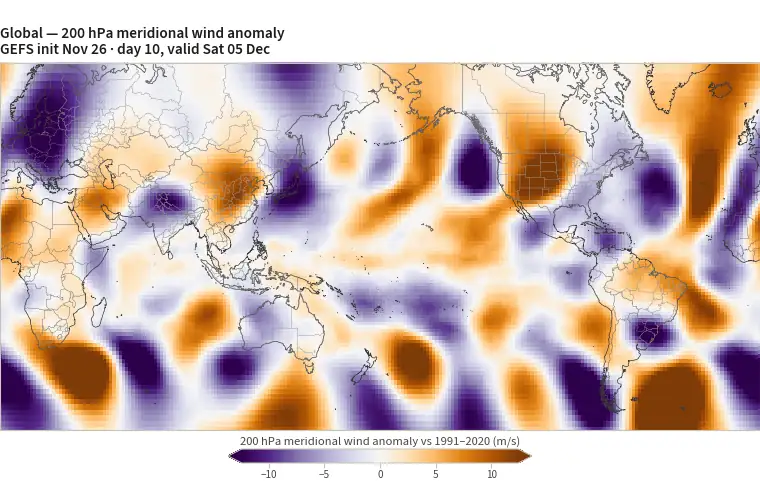 Global — 200 hPa meridional wind anomaly
GEFS init Nov 26 · day 10, valid Sat 05 Dec
200 hPa meridional wind anomaly vs 1991–2020 (m/s)
−10 −5 0 5 10